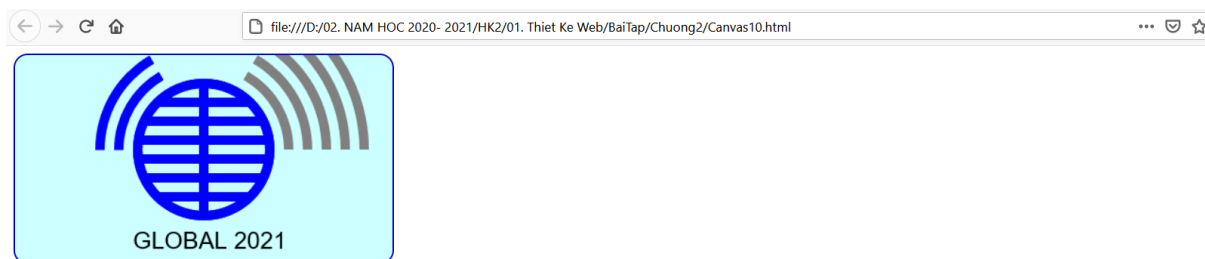 file:///D:/02. NAM HOC 2020- 2021/HK2/01. Thiet Ke Web/BaiTap/Chuong2/Canvas10.html
GLOBAL 2021